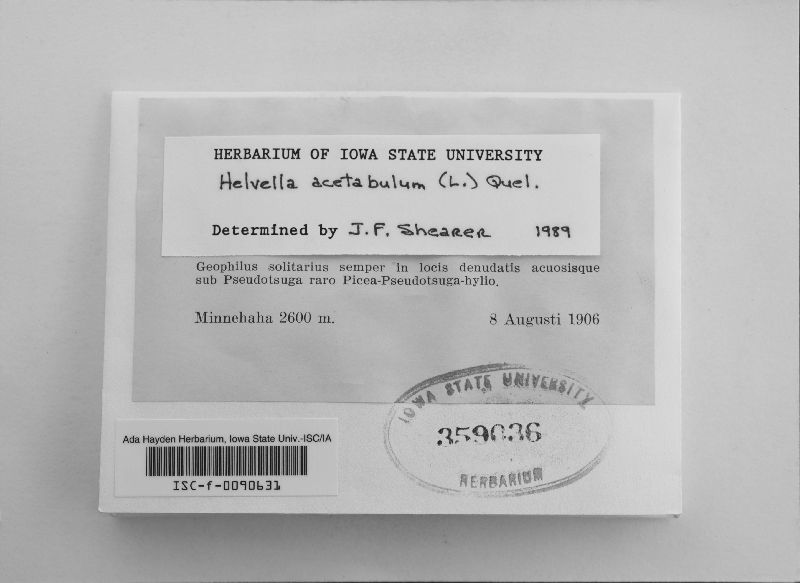 HERBARIUM OF IOWA STATE UNIVERSITY
Helvella acetabulum (L.) Quel.
Determined by J.F. Shearer 1989
Geophilus solitarius semper in locis denudatis acuosisque
sub Pseudotsuga raro Picea-Pseudotsuga-hylio.
Minnehaha 2600 m. 8 Augusti 1906
IOWA STATE UNIVERSITY
359036
HERBARIUM
Ada Hayden Herbarium, Iowa State Univ.-ISC/IA
ISC-f-0090631